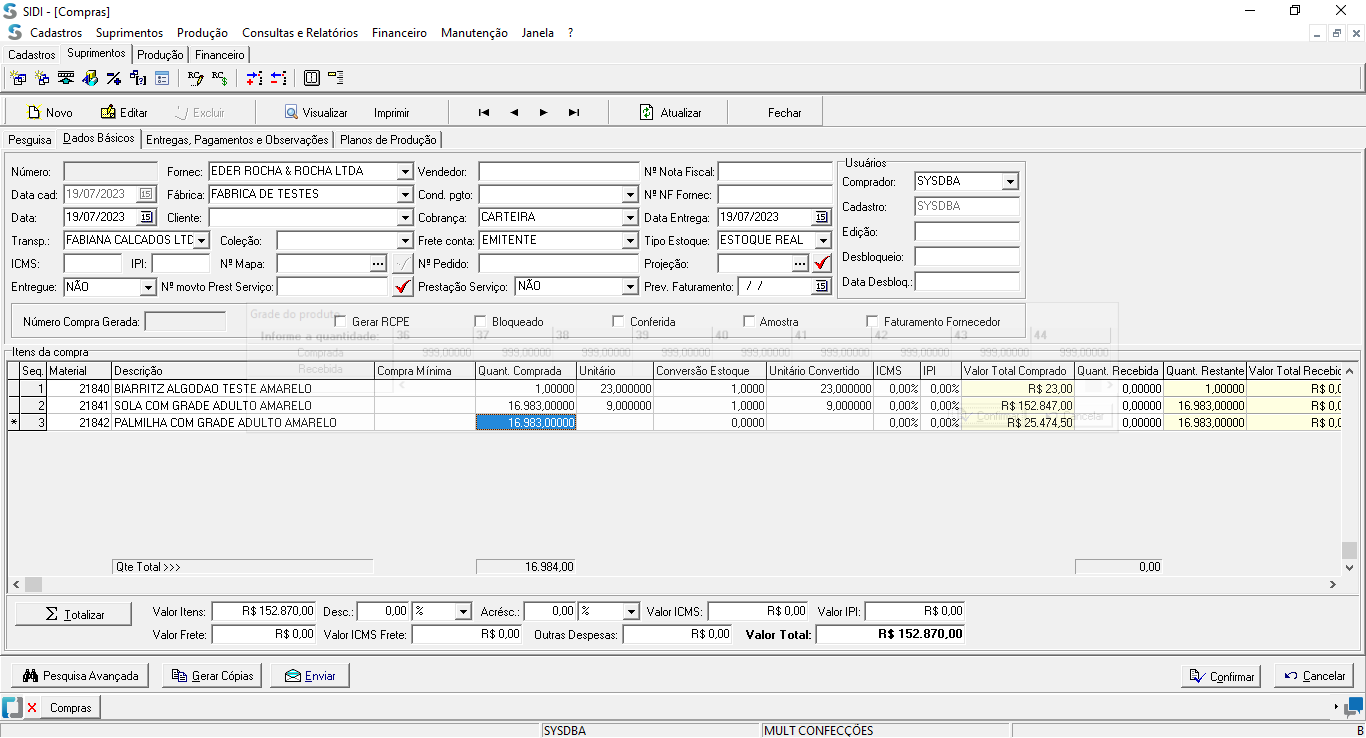 SIDI - [Compras]
Cadastros Suprimentos Produção Consultas e Relatórios Financeiro Manutenção Janela ?
Cadastros Suprimentos Produção Financeiro
Novo Editar Excluir Visualizar Imprimir Atualizar Fechar
Pesquisa Dados Básicos Entregas, Pagamentos e Observações Planos de Produção
Número: Fornec: EDER ROCHA & ROCHA LTDA Vendedor: Nº Nota Fiscal: Usuários
Data cad: 19/07/2023 15 Fábrica: FABRICA DE TESTES Cond. pgto: Nº NF Fornec: Comprador: SYSDBA
Data: 19/07/2023 15 Cliente: Cobrança: CARTEIRA Data Entrega: 19/07/2023 15 Cadastro: SYSDBA
Transp.: FABIANA CALCADOS LTC Coleção: Frete conta: EMITENTE Tipo Estoque: ESTOQUE REAL Edição:
ICMS: IPI: Nº Mapa: ... Nº Pedido: Projeção: ... Desbloqueio:
Entregue: NÃO Nº movto Prest Serviço: Prestação Serviço: NÃO Prev. Faturamento: / / 15 Data Desbloq.:
Grade do produto
Número Compra Gerada: Gerar RCPE Bloqueado Conferida Amostra Faturamento Fornecedor
Informe a quantidade: 36 37 38 39 40 41 42 43 44
Itens da compra
Comprada 999,00000 999,00000 999,00000 999,00000 999,00000 999,00000 999,00000 999,00000 999,00000
Recebida
Seq. Material Descrição Compra Mínima Quant. Comprada Unitário Conversão Estoque Unitário Convertido ICMS IPI Valor Total Comprado Quant. Recebida Quant. Restante Valor Total Recebic
1 21840 BIARRITZ ALGODAO TESTE AMARELO 1,00000 23,000000 1,0000 23,000000 0,00% 0,00% R$ 23,00 0,00000 1,00000 R$ 0,0
2 21841 SOLA COM GRADE ADULTO AMARELO 16.983,00000 9,000000 1,0000 9,000000 0,00% 0,00% R$ 152.847,00 0,00000 16.983,00000 R$ 0,0
* 3 21842 PALMILHA COM GRADE ADULTO AMARELO 16.983,00000 0,0000 0,00% 0,00% R$ 25.474,50 0,00000 16.983,00000 R$ 0,0
Confirmar Cancelar
Qte Total >>> 16.984,00 0,00
Totalizar Valor Itens: R$ 152.870,00 Desc.: 0,00 % Acrésc.: 0,00 % Valor ICMS: R$ 0,00 Valor IPI: R$ 0,00
Valor Frete: R$ 0,00 Valor ICMS Frete: R$ 0,00 Outras Despesas: R$ 0,00 Valor Total: R$ 152.870,00
Pesquisa Avançada Gerar Cópias Enviar Confirmar Cancelar
Compras
SYSDBA MULT CONFECÇÕES B